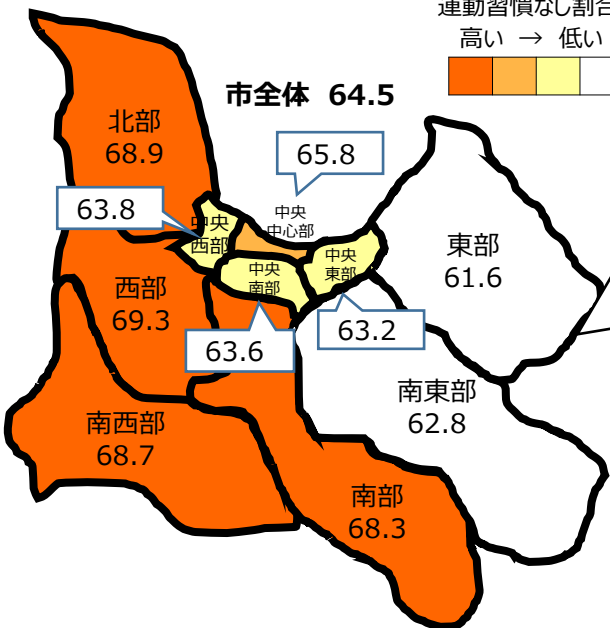 運動習慣なし割合
高い → 低い
市全体 64.5
北部
68.9
65.8
63.8
中央
西部
中央
中心部
東部
61.6
中央
東部
中央
南部
西部
69.3
63.2
63.6
南東部
62.8
南西部
68.7
南部
68.3